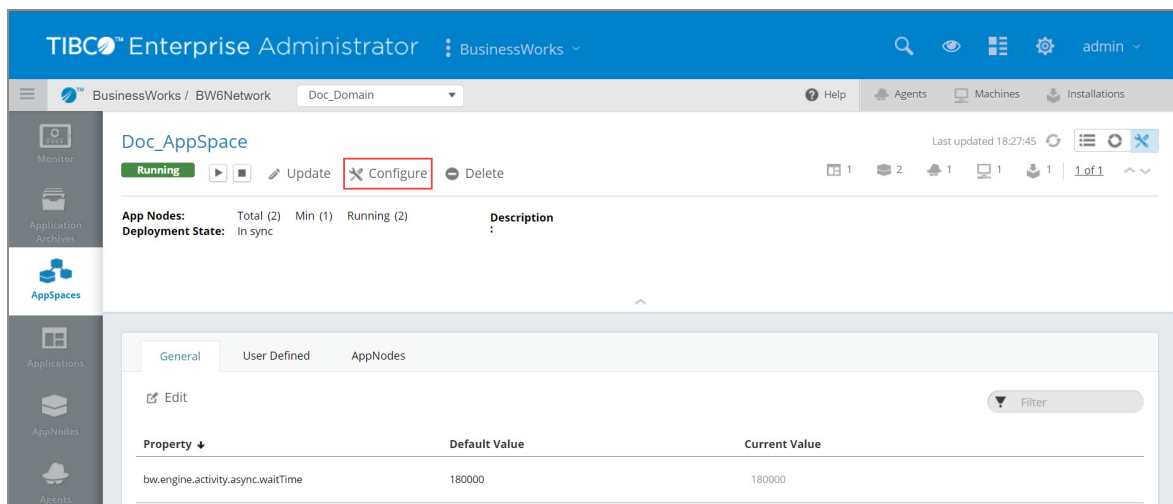 TIBCO™ Enterprise Administrator BusinessWorks admin
BusinessWorks / BW6Network Doc_Domain Help Agents Machines Installations
Monitor
Application
Archives
AppSpaces
Applications
AppNodes
Agents
Doc_AppSpace Last updated 18:27:45
Running Update Configure Delete 1 2 1 1 1 1 of 1
App Nodes: Total (2) Min (1) Running (2) Description
:
Deployment State: In sync
General User Defined AppNodes
Edit Filter
Property Default Value Current Value
bw.engine.activity.async.waitTime 180000 180000